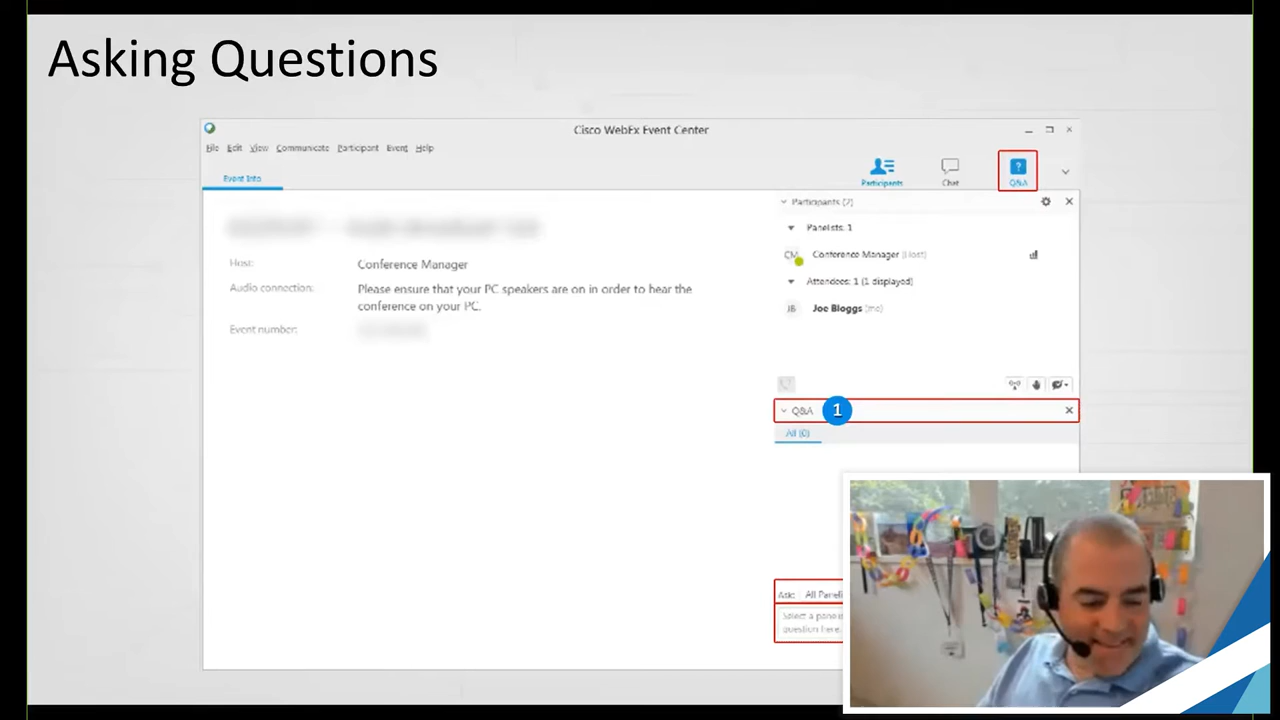 Asking Questions
Cisco WebEx Event Center
File Edit View Communicate Participant Event Help
Event Info
Participants Chat Q&A
Participants (2)
Panelists: 1
CM Conference Manager (Host)
Attendees: 1 (1 displayed)
JB Joe Bloggs (me)
Host: Conference Manager
Audio connection: Please ensure that your PC speakers are on in order to hear the
conference on your PC.
Event number:
Q&A 1
All (0)
Ask: All
Select a
question here.